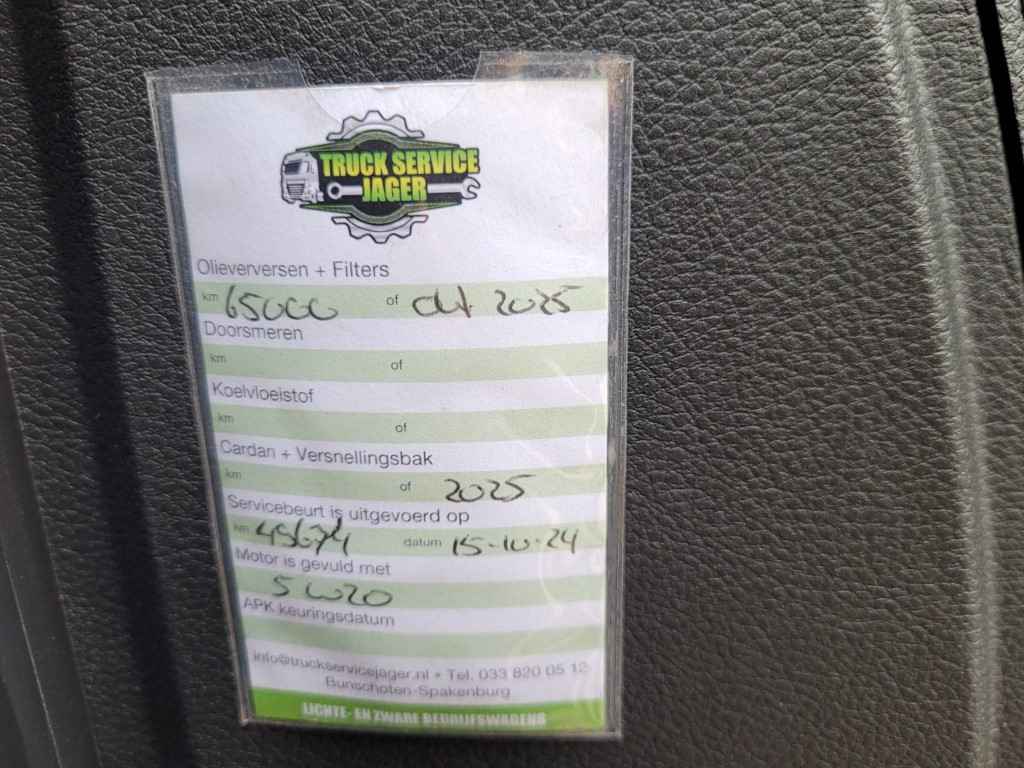 TRUCK SERVICE
JAGER
Olieverversen + Filters
km 65000 of okt 2025
Doorsmeren
km of
Koelvloeistof
km of
Cardan + Versnellingsbak
km of 2025
Servicebeurt is uitgevoerd op
km 45674 datum 15-10-24
Motor is gevuld met
5W20
APK keuringsdatum
info@truckservicejager.nl • Tel. 033 820 05 12
Bunschoten-Spakenburg
LICHTE- EN ZWARE BEDRIJFSWAGENS